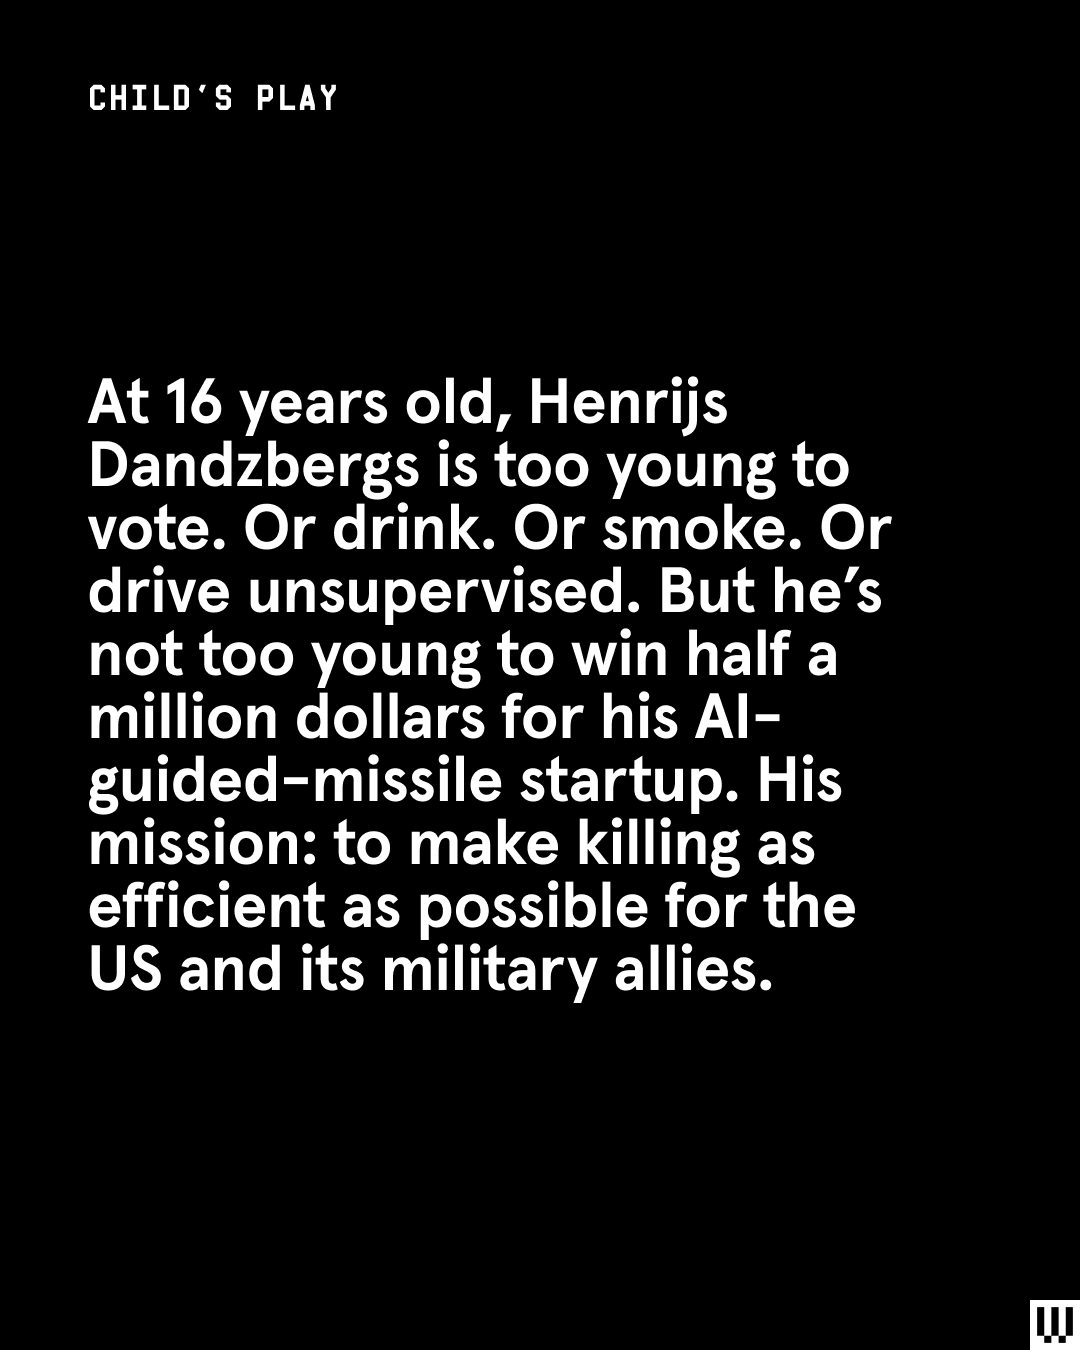 CHILD'S PLAY
At 16 years old, Henrijs
Dandzbergs is too young to
vote. Or drink. Or smoke. Or
drive unsupervised. But he’s
not too young to win half a
million dollars for his AI-
guided-missile startup. His
mission: to make killing as
efficient as possible for the
US and its military allies.
W